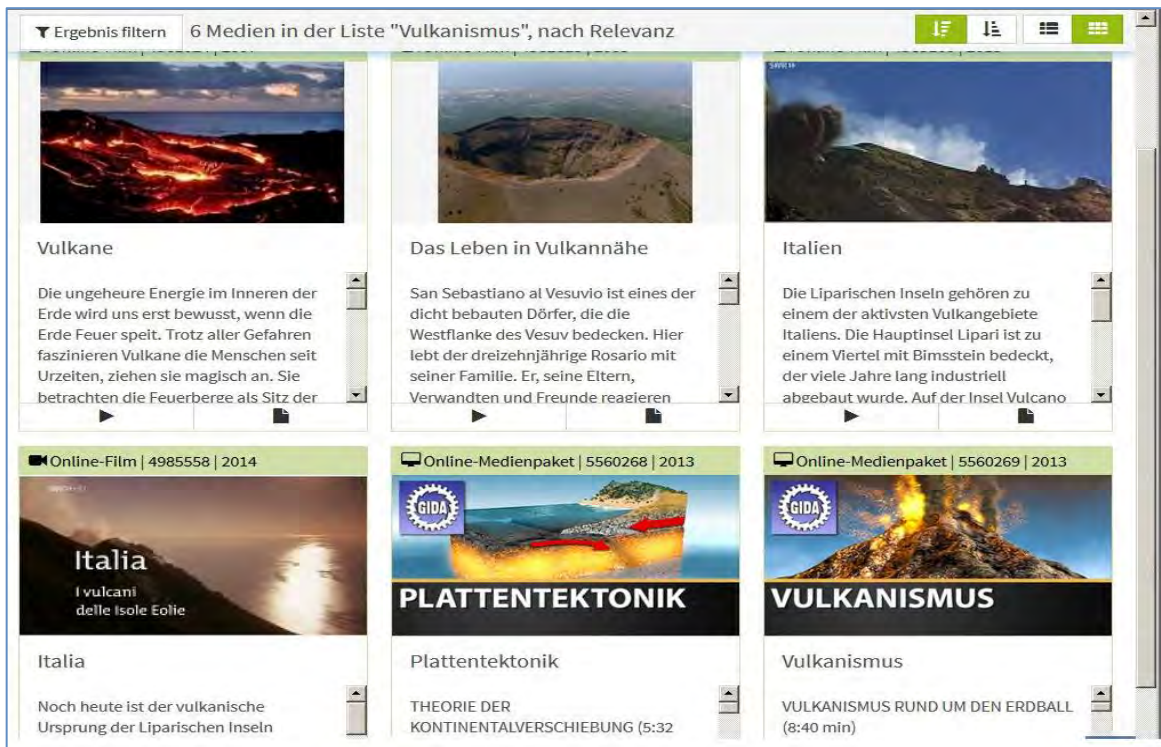 Ergebnis filtern
6 Medien in der Liste "Vulkanismus", nach Relevanz
Vulkane
Die ungeheure Energie im Inneren der
Erde wird uns erst bewusst, wenn die
Erde Feuer speit. Trotz aller Gefahren
faszinieren Vulkane die Menschen seit
Urzeiten, ziehen sie magisch an. Sie
betrachten die Feuerberge als Sitz der
Das Leben in Vulkannähe
San Sebastiano al Vesuvio ist eines der
dicht bebauten Dörfer, die die
Westflanke des Vesuv bedecken. Hier
lebt der dreizehnjährige Rosario mit
seiner Familie. Er, seine Eltern,
Verwandten und Freunde reagieren
Italien
Die Liparischen Inseln gehören zu
einem der aktivsten Vulkangebiete
Italiens. Die Hauptinsel Lipari ist zu
einem Viertel mit Bimsstein bedeckt,
der viele Jahre lang industriell
abgebaut wurde. Auf der Insel Vulcano
Online-Film | 4985558 | 2014
Italia
I vulcani
delle Isole Eolie
Italia
Noch heute ist der vulkanische
Ursprung der Liparischen Inseln
Online-Medienpaket | 5560268 | 2013
GIDA
PLATTENTEKTONIK
Plattentektonik
THEORIE DER
KONTINENTALVERSCHIEBUNG (5:32
Online-Medienpaket | 5560269 | 2013
GIDA
VULKANISMUS
Vulkanismus
VULKANISMUS RUND UM DEN ERDBALL
(8:40 min)